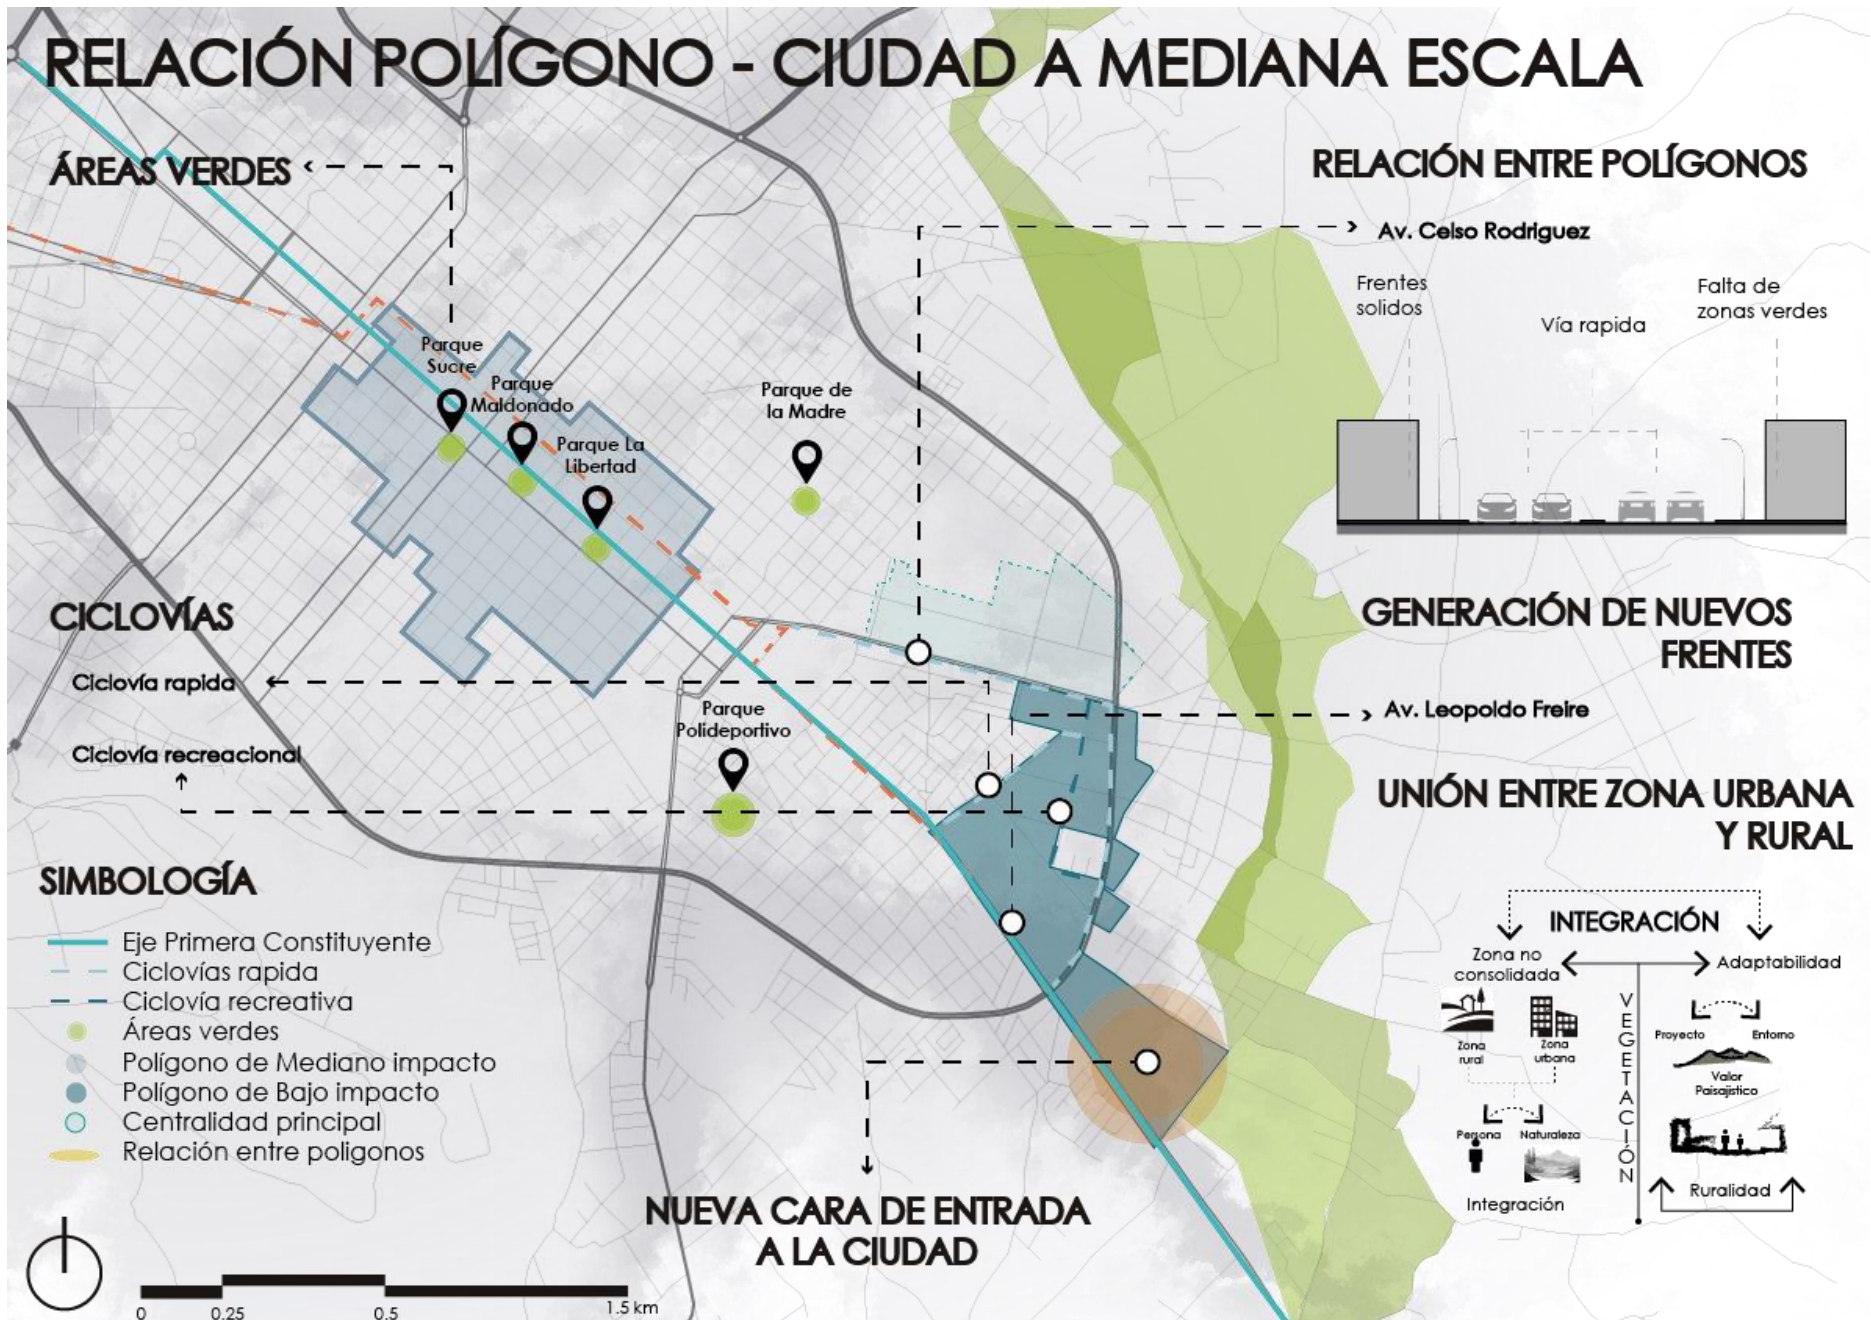 RELACIÓN POLÍGONO - CIUDAD A MEDIANA ESCALA
ÁREAS VERDES
Parque
Sucre
Parque
Maldonado
Parque La
Libertad
Parque de
la Madre
CICLOVÍAS
Ciclovía rapida
Ciclovía recreacional
Parque
Polideportivo
RELACIÓN ENTRE POLÍGONOS
Av. Celso Rodriguez
Frentes
solidos
Vía rapida
Falta de
zonas verdes
GENERACIÓN DE NUEVOS
FRENTES
Av. Leopoldo Freire
UNIÓN ENTRE ZONA URBANA
Y RURAL
INTEGRACIÓN
Zona no
consolidada
Adaptabilidad
Zona
rural
Zona
urbana
VEGETACIÓN
Proyecto
Entorno
Valor
Paisajistico
Persona
Naturaleza
Integración
Ruralidad
SIMBOLOGÍA
Eje Primera Constituyente
Ciclovías rapida
Ciclovía recreativa
Áreas verdes
Polígono de Mediano impacto
Polígono de Bajo impacto
Centralidad principal
Relación entre poligonos
NUEVA CARA DE ENTRADA
A LA CIUDAD
0
0.25
0.5
1.5 km